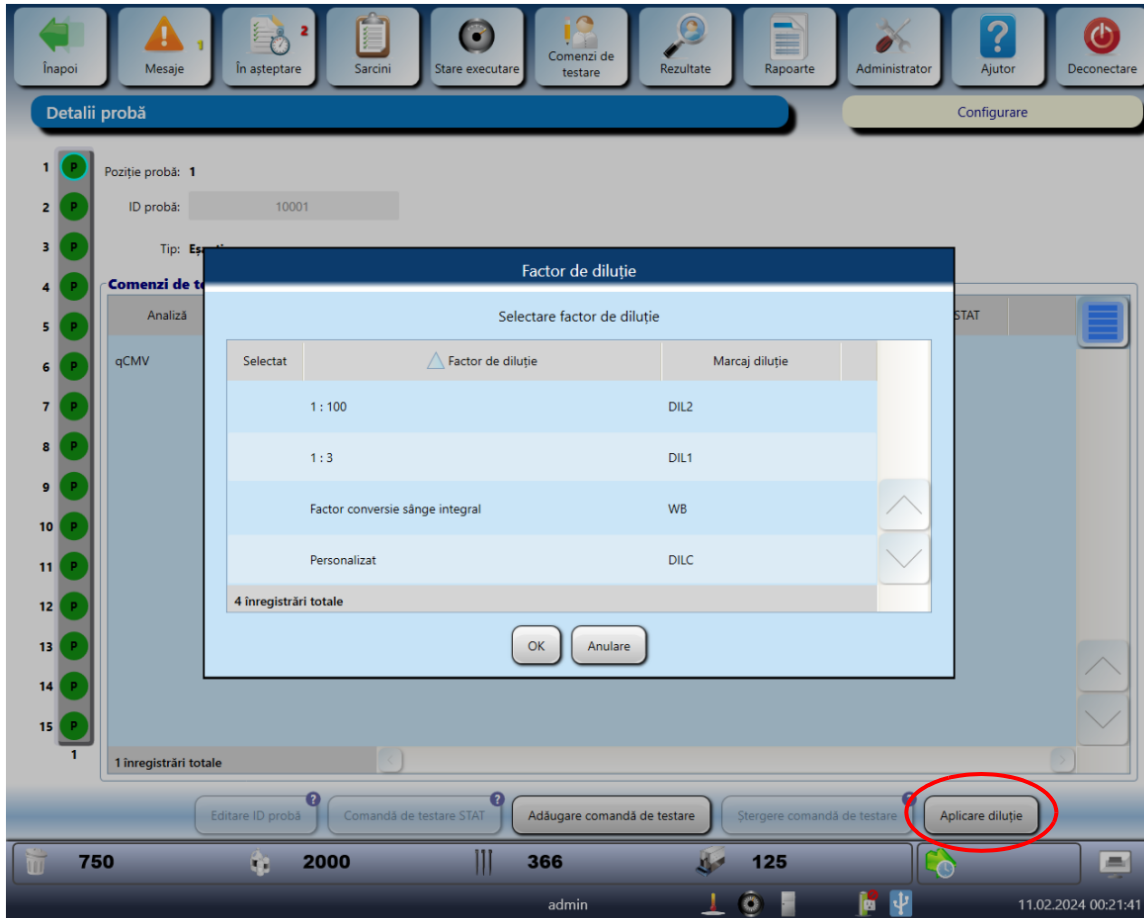 Înapoi
Mesaje
1
În așteptare
2
Sarcini
Stare executare
Comenzi de
testare
Rezultate
Rapoarte
Administrator
?
Ajutor
Deconectare
Detalii probă
Configurare
1 P
2 P
3 P
4 P
5 P
6 P
7 P
8 P
9 P
10 P
11 P
12 P
13 P
14 P
15 P
1
Poziție probă: 1
ID probă: 10001
Tip:
Comenzi de
Analiză
STAT
qCMV
Factor de diluție
Selectare factor de diluție
Selectat Factor de diluție Marcaj diluție
1 : 100 DIL2
1 : 3 DIL1
Factor conversie sânge integral WB
Personalizat DILC
4 înregistrări totale
OK Anulare
1 înregistrări totale
Editare ID probă ?
Comandă de testare STAT ?
Adăugare comandă de testare
Ștergere comandă de testare
Aplicare diluție
750 2000 366 125
admin
11.02.2024 00:21:41